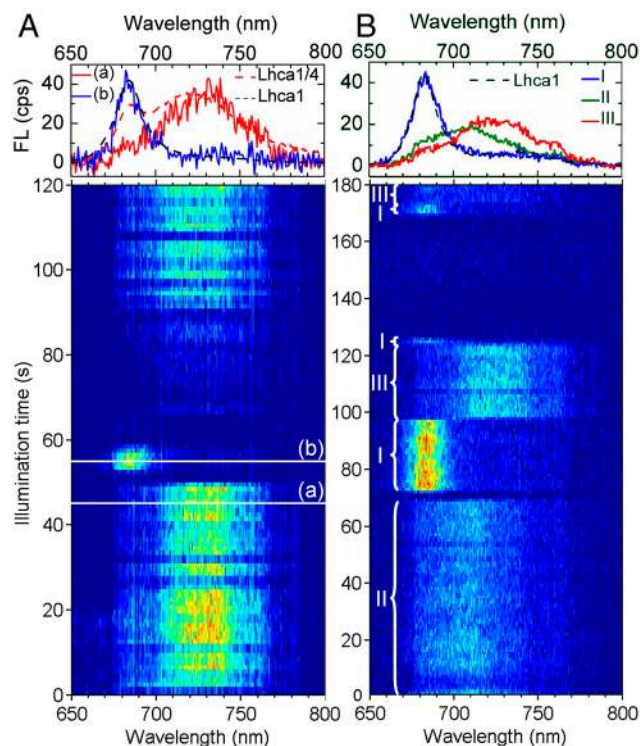 A
B
Wavelength (nm)
Wavelength (nm)
650 700 750 800
650 700 750 800
FL (cps)
40
20
0
(a)
(b)
Lhca1/4
Lhca1
40
20
0
Lhca1
I
II
III
Illumination time (s)
120
100
80
60
40
20
0
(b)
(a)
180
160
140
120
100
80
60
40
20
0
III
I
I
III
I
II
650 700 750 800
650 700 750 800
Wavelength (nm)
Wavelength (nm)